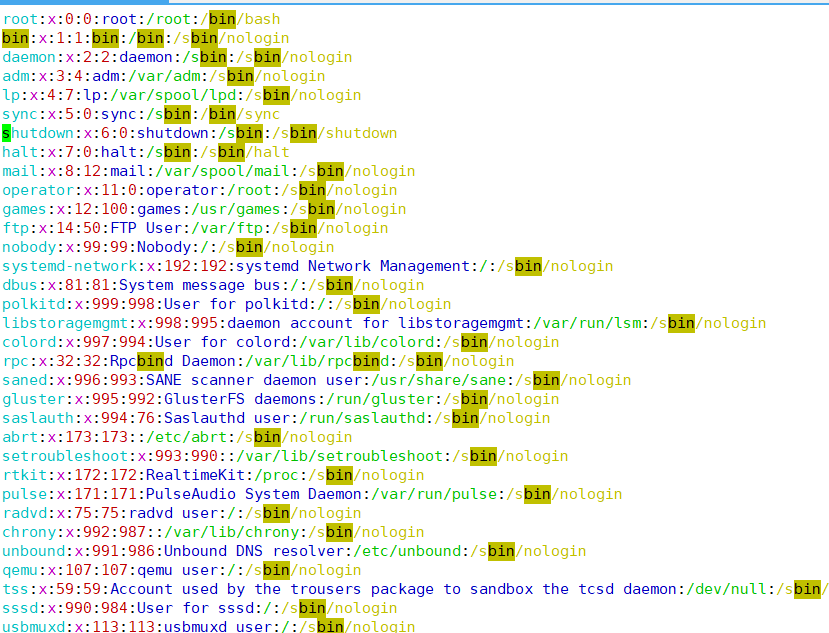 root:x:0:0:root:/root:/bin/bash
bin:x:1:1:bin:/bin:/sbin/nologin
daemon:x:2:2:daemon:/sbin:/sbin/nologin
adm:x:3:4:adm:/var/adm:/sbin/nologin
lp:x:4:7:lp:/var/spool/lpd:/sbin/nologin
sync:x:5:0:sync:/sbin:/bin/sync
shutdown:x:6:0:shutdown:/sbin:/sbin/shutdown
halt:x:7:0:halt:/sbin:/sbin/halt
mail:x:8:12:mail:/var/spool/mail:/sbin/nologin
operator:x:11:0:operator:/root:/sbin/nologin
games:x:12:100:games:/usr/games:/sbin/nologin
ftp:x:14:50:FTP User:/var/ftp:/sbin/nologin
nobody:x:99:99:Nobody:/:/sbin/nologin
systemd-network:x:192:192:systemd Network Management:/:/sbin/nologin
dbus:x:81:81:System message bus:/:/sbin/nologin
polkitd:x:999:998:User for polkitd:/:/sbin/nologin
libstoragemgmt:x:998:995:daemon account for libstoragemgmt:/var/run/lsm:/sbin/nologin
colord:x:997:994:User for colord:/var/lib/colord:/sbin/nologin
rpc:x:32:32:Rpcbind Daemon:/var/lib/rpcbind:/sbin/nologin
saned:x:996:993:SANE scanner daemon user:/usr/share/sane:/sbin/nologin
gluster:x:995:992:GlusterFS daemons:/run/gluster:/sbin/nologin
saslauth:x:994:76:Saslauthd user:/run/saslauthd:/sbin/nologin
abrt:x:173:173::/etc/abrt:/sbin/nologin
setroubleshoot:x:993:990::/var/lib/setroubleshoot:/sbin/nologin
rtkit:x:172:172:RealtimeKit:/proc:/sbin/nologin
pulse:x:171:171:PulseAudio System Daemon:/var/run/pulse:/sbin/nologin
radvd:x:75:75:radvd user:/:/sbin/nologin
chrony:x:992:987::/var/lib/chrony:/sbin/nologin
unbound:x:991:986:Unbound DNS resolver:/etc/unbound:/sbin/nologin
qemu:x:107:107:qemu user:/:/sbin/nologin
tss:x:59:59:Account used by the trousers package to sandbox the tcsd daemon:/dev/null:/sbin/
sssd:x:990:984:User for sssd:/:/sbin/nologin
usbmuxd:x:113:113:usbmuxd user:/:/sbin/nologin